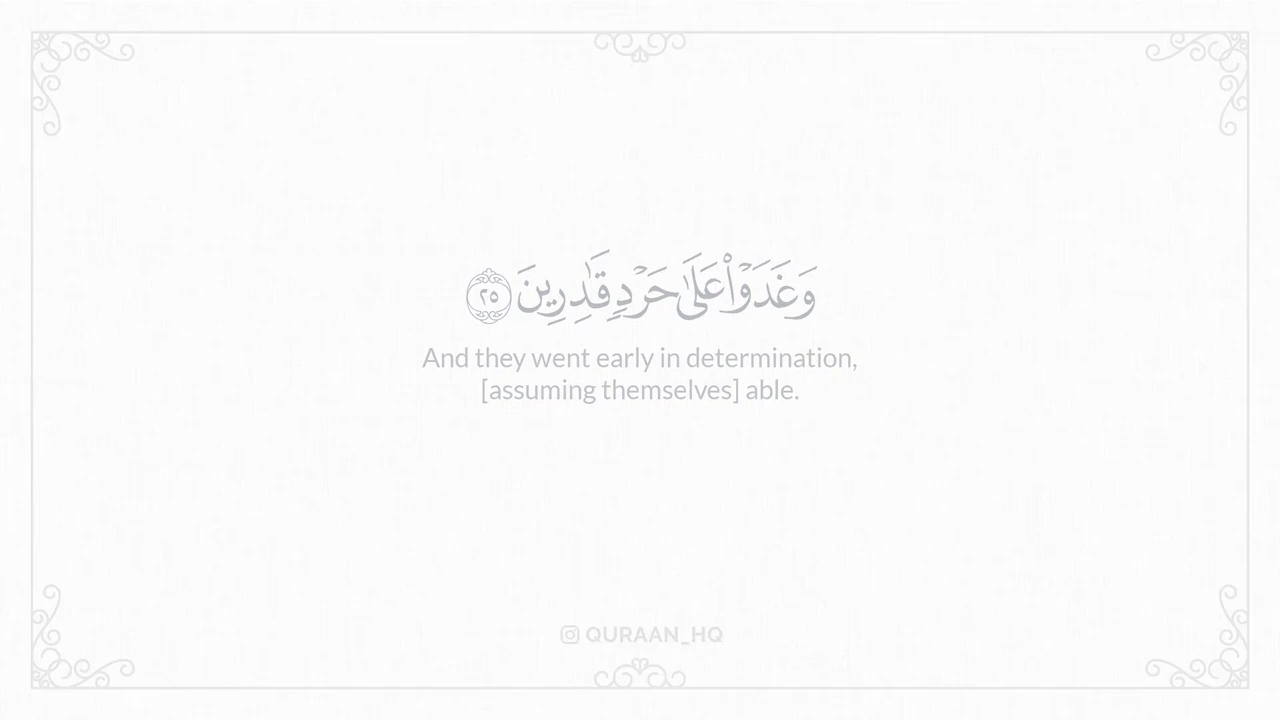 وَغَدَوْا۟ عَلَىٰ حَرْدٍ قَٰدِرِينَ ٢٥
And they went early in determination,
[assuming themselves] able.
QURAAN_HQ